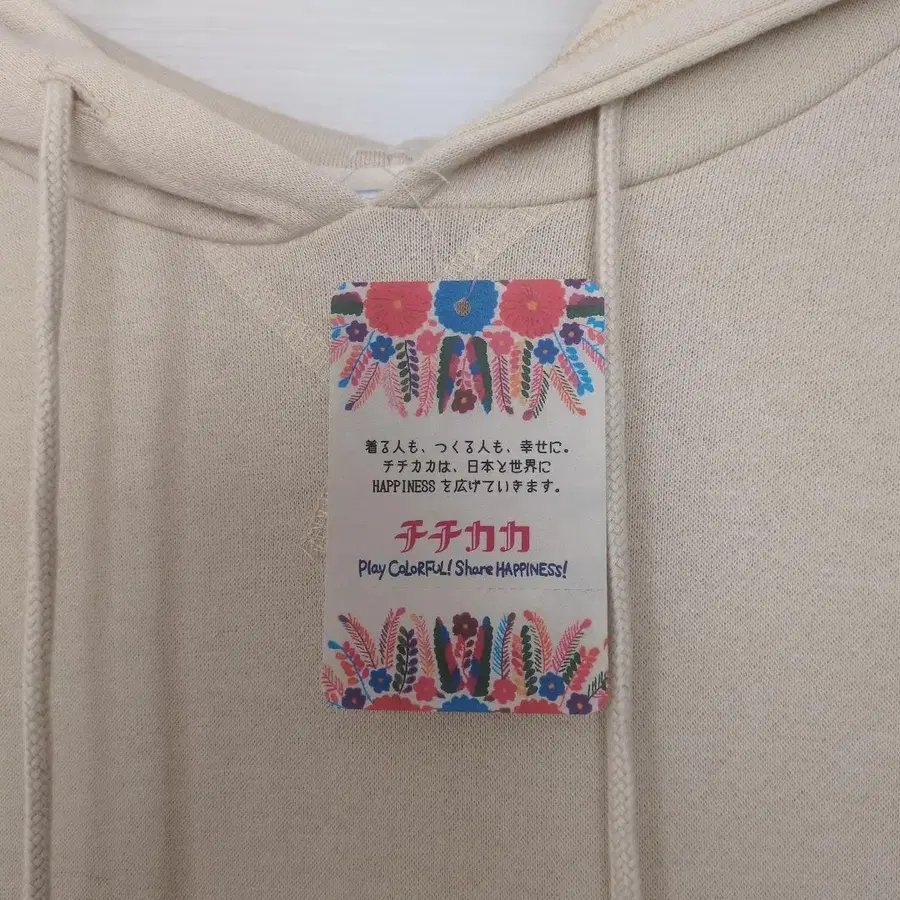 着る人も、つくる人も、幸せに。
チチカカは、日本と世界に
HAPPINESS を広げていきます。
チチカカ
Play COLORFUL! Share HAPPINESS!